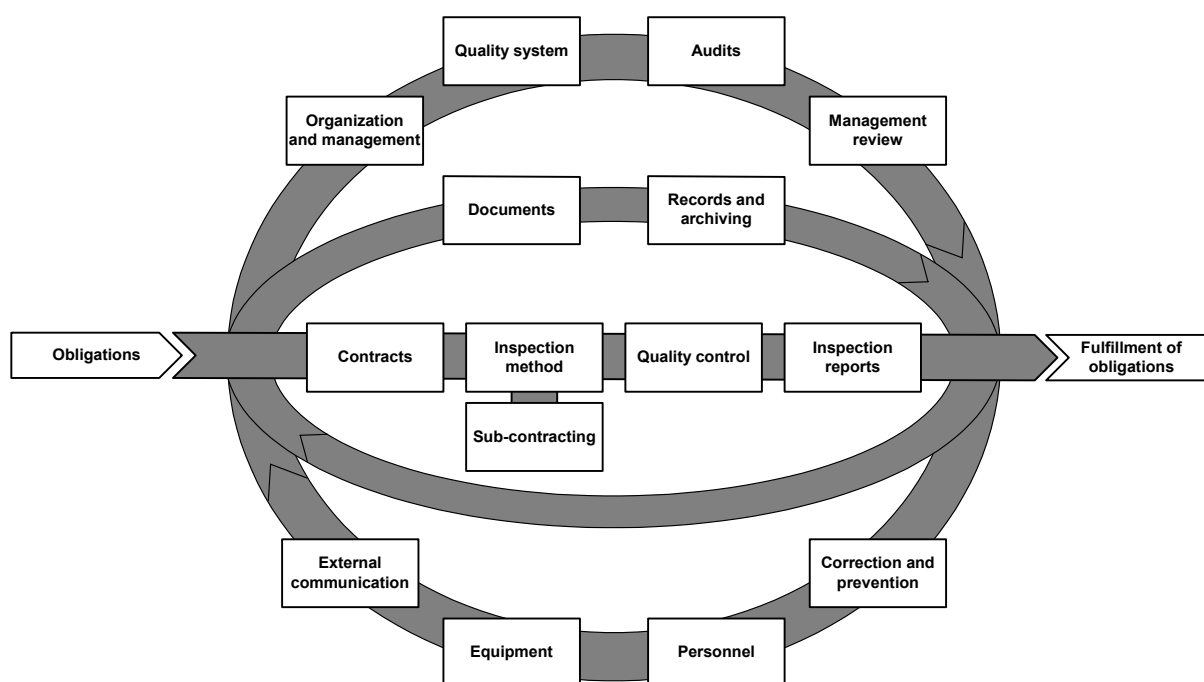 Quality system
Audits
Organization
and management
Management
review
Documents
Records and
archiving
Obligations
Contracts
Inspection
method
Quality control
Inspection
reports
Fulfillment of
obligations
Sub-contracting
External
communication
Correction and
prevention
Equipment
Personnel